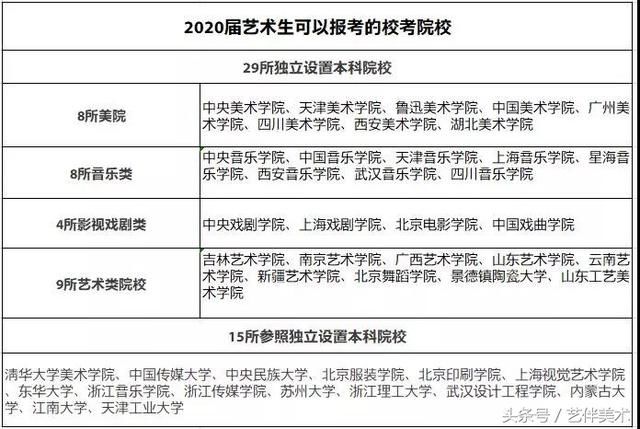 2020届艺术生可以报考的校考院校
29所独立设置本科院校
8所美院
中央美术学院、天津美术学院、鲁迅美术学院、中国美术学院、广州美
术学院、四川美术学院、西安美术学院、湖北美术学院
8所音乐类
中央音乐学院、中国音乐学院、天津音乐学院、上海音乐学院、星海音
乐学院、西安音乐学院、武汉音乐学院、四川音乐学院
4所影视戏剧类
中央戏剧学院、上海戏剧学院、北京电影学院、中国戏曲学院
9所艺术类院校
吉林艺术学院、南京艺术学院、广西艺术学院、山东艺术学院、云南艺
术学院、新疆艺术学院、北京舞蹈学院、景德镇陶瓷大学、山东工艺美
术学院
15所参照独立设置本科院校
清华大学美术学院、中国传媒大学、中央民族大学、北京服装学院、北京印刷学院、上海视觉艺术学院
、东华大学、浙江音乐学院、浙江传媒学院、苏州大学、浙江理工大学、武汉设计工程学院、内蒙古大
学、江南大学、天津工业大学
头条号/艺伴美术